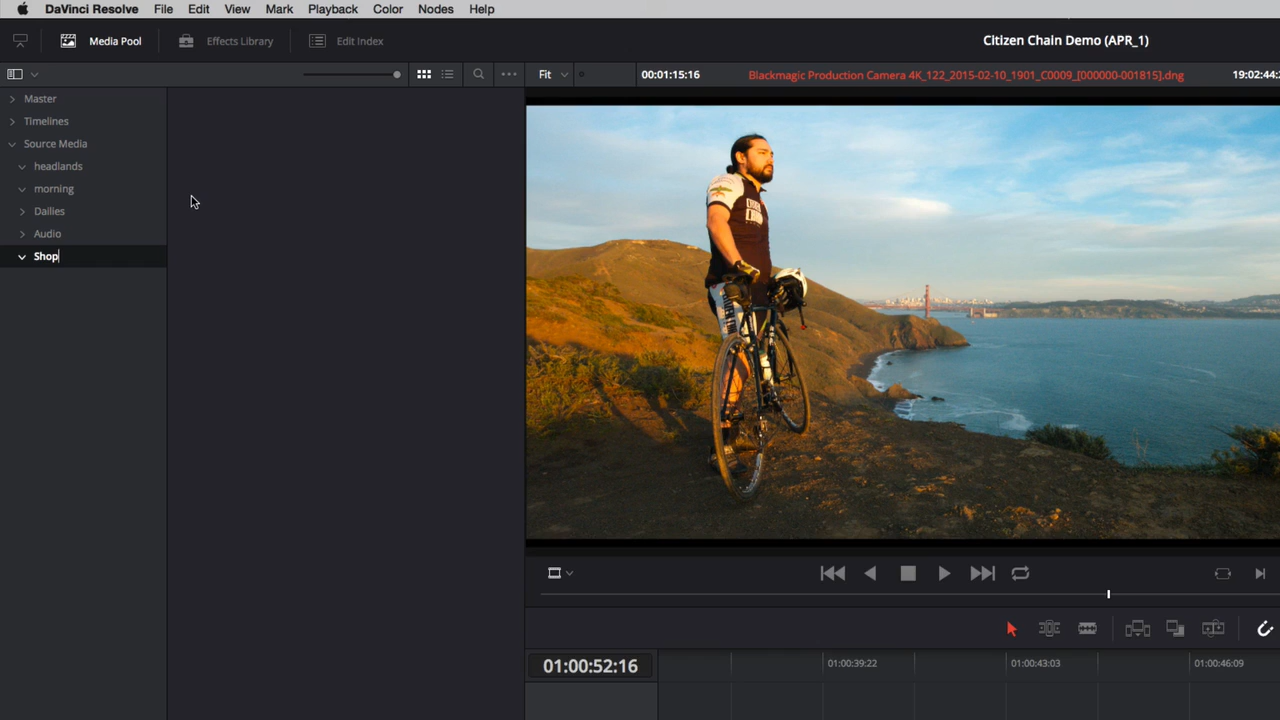 DaVinci Resolve File Edit View Mark Playback Color Nodes Help
Media Pool Effects Library Edit Index Citizen Chain Demo (APR_1)
Fit 00:01:15:16 Blackmagic Production Camera 4K_122_2015-02-10_1901_C0009_[000000-001815].dng 19:02:44:2
Master
Timelines
Source Media
headlands
morning
Dailies
Audio
Shop
01:00:52:16 01:00:39:22 01:00:43:03 01:00:46:09